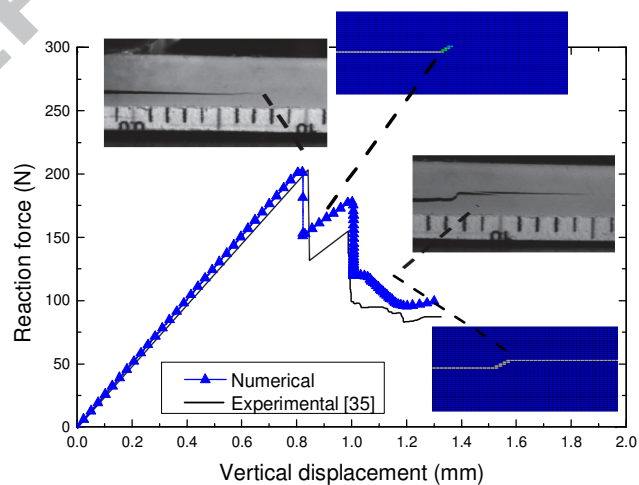 300
250
200
150
100
50
0
Reaction force (N)
Numerical
Experimental [35]
0.0 0.2 0.4 0.6 0.8 1.0 1.2 1.4 1.6 1.8 2.0
Vertical displacement (mm)